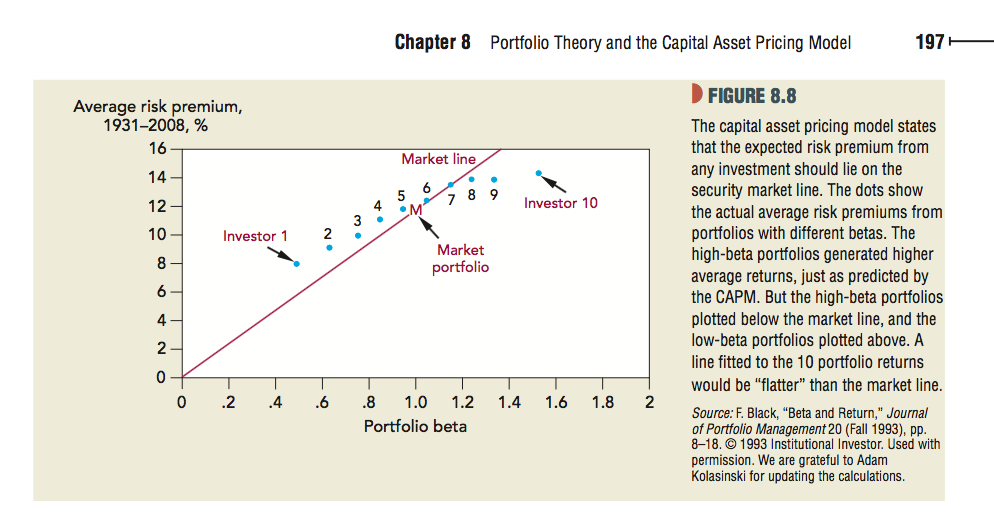 Chapter 8 Portfolio Theory and the Capital Asset Pricing Model 197
Average risk premium,
1931–2008, %
16
14
12
10
8
6
4
2
0
0 .2 .4 .6 .8 1.0 1.2 1.4 1.6 1.8 2
Portfolio beta
Market line
Investor 1
2
3
4
5
6
M
7
8
9
Investor 10
Market
portfolio
FIGURE 8.8
The capital asset pricing model states
that the expected risk premium from
any investment should lie on the
security market line. The dots show
the actual average risk premiums from
portfolios with different betas. The
high-beta portfolios generated higher
average returns, just as predicted by
the CAPM. But the high-beta portfolios
plotted below the market line, and the
low-beta portfolios plotted above. A
line fitted to the 10 portfolio returns
would be “flatter” than the market line.
Source: F. Black, “Beta and Return,” Journal
of Portfolio Management 20 (Fall 1993), pp.
8–18. © 1993 Institutional Investor. Used with
permission. We are grateful to Adam
Kolasinski for updating the calculations.